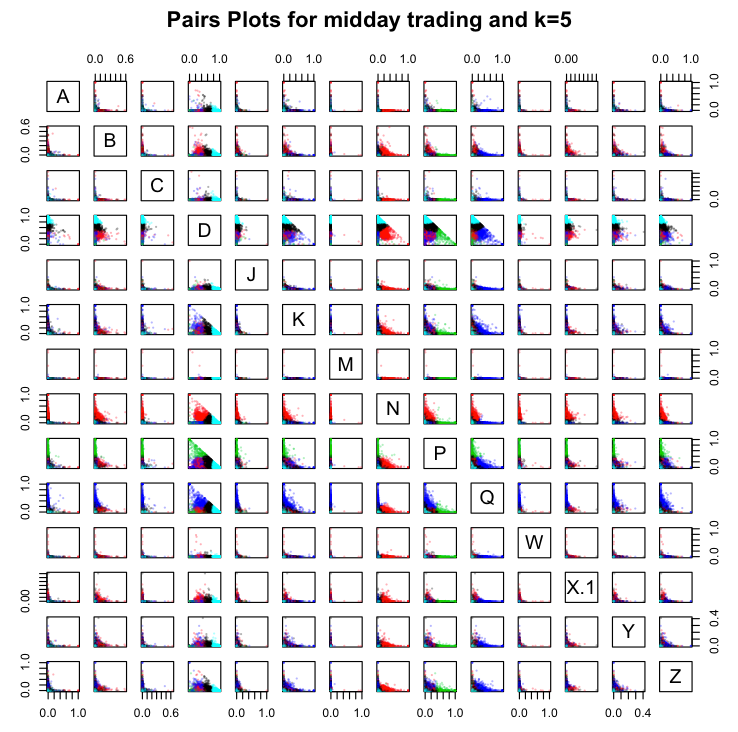 Pairs Plots for midday trading and k=5
0.0 0.6 0.0 1.0 0.0 1.0 0.0 1.0 0.0 1.0 0.00 0.0 1.0
A 0.0 1.0
0.0 0.6 B
C 0.0
0.0 1.0 D
J 0.0 1.0
0.0 1.0 K
M 0.0 1.0
0.0 1.0 N
P 0.0 1.0
0.0 1.0 Q
W 0.0 1.0
0.00 X.1
Y 0.0 0.4
0.0 1.0 Z
0.0 1.0 0.0 0.6 0.0 1.0 0.0 1.0 0.0 1.0 0.0 1.0 0.0 0.4